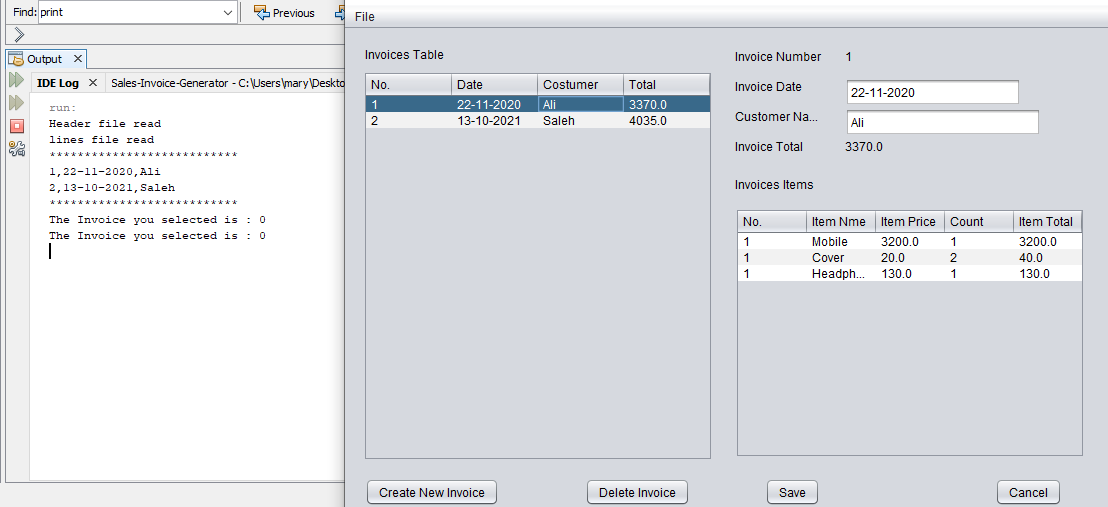 Find: print
Previous
Output
IDE Log
Sales-Invoice-Generator - C:\Users\mary\Deskto
run:
Header file read
lines file read
***************************
1,22-11-2020,Ali
2,13-10-2021,Saleh
***************************
The Invoice you selected is : 0
The Invoice you selected is : 0
File
Invoices Table
No. Date Costumer Total
1 22-11-2020 Ali 3370.0
2 13-10-2021 Saleh 4035.0
Invoice Number 1
Invoice Date 22-11-2020
Customer Na... Ali
Invoice Total 3370.0
Invoices Items
No. Item Nme Item Price Count Item Total
1 Mobile 3200.0 1 3200.0
1 Cover 20.0 2 40.0
1 Headph... 130.0 1 130.0
Create New Invoice
Delete Invoice
Save
Cancel